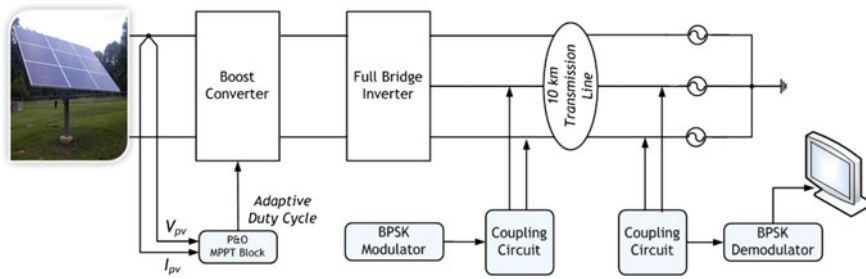 Boost
Converter
Full Bridge
Inverter
10 km
Transmission
Line
Adaptive
Duty Cycle
Vpv
Ipv
P&O
MPPT Block
BPSK
Modulator
Coupling
Circuit
Coupling
Circuit
BPSK
Demodulator